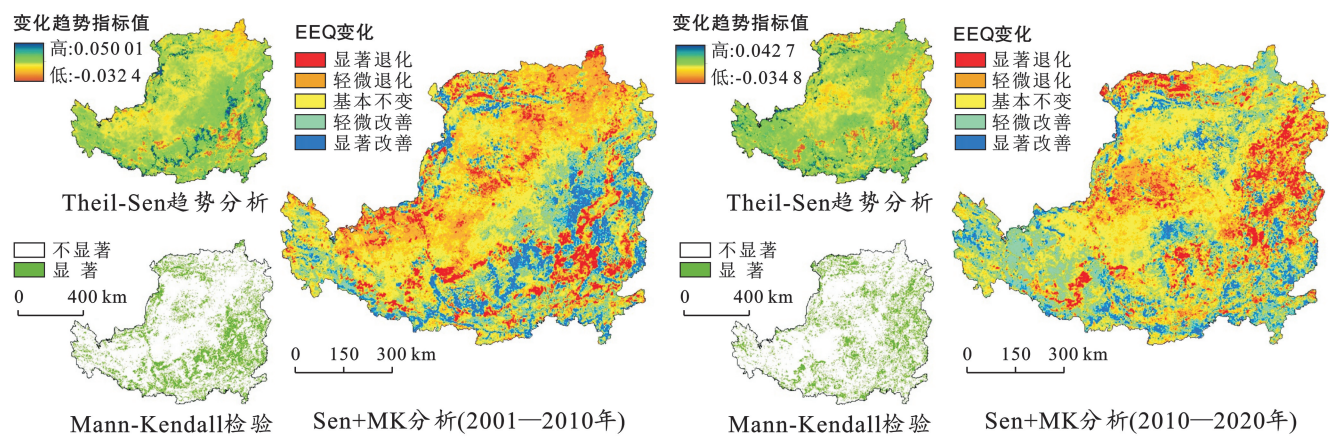 变化趋势指标值
高:0.050 01
低:-0.032 4
Theil-Sen趋势分析
不显著
显 著
0 400 km
Mann-Kendall检验
EEQ变化
显著退化
轻微退化
基本不变
轻微改善
显著改善
0 150 300 km
Sen+MK分析(2001—2010年)
变化趋势指标值
高:0.042 7
低:-0.034 8
Theil-Sen趋势分析
不显著
显 著
0 400 km
Mann-Kendall检验
EEQ变化
显著退化
轻微退化
基本不变
轻微改善
显著改善
0 150 300 km
Sen+MK分析(2010—2020年)